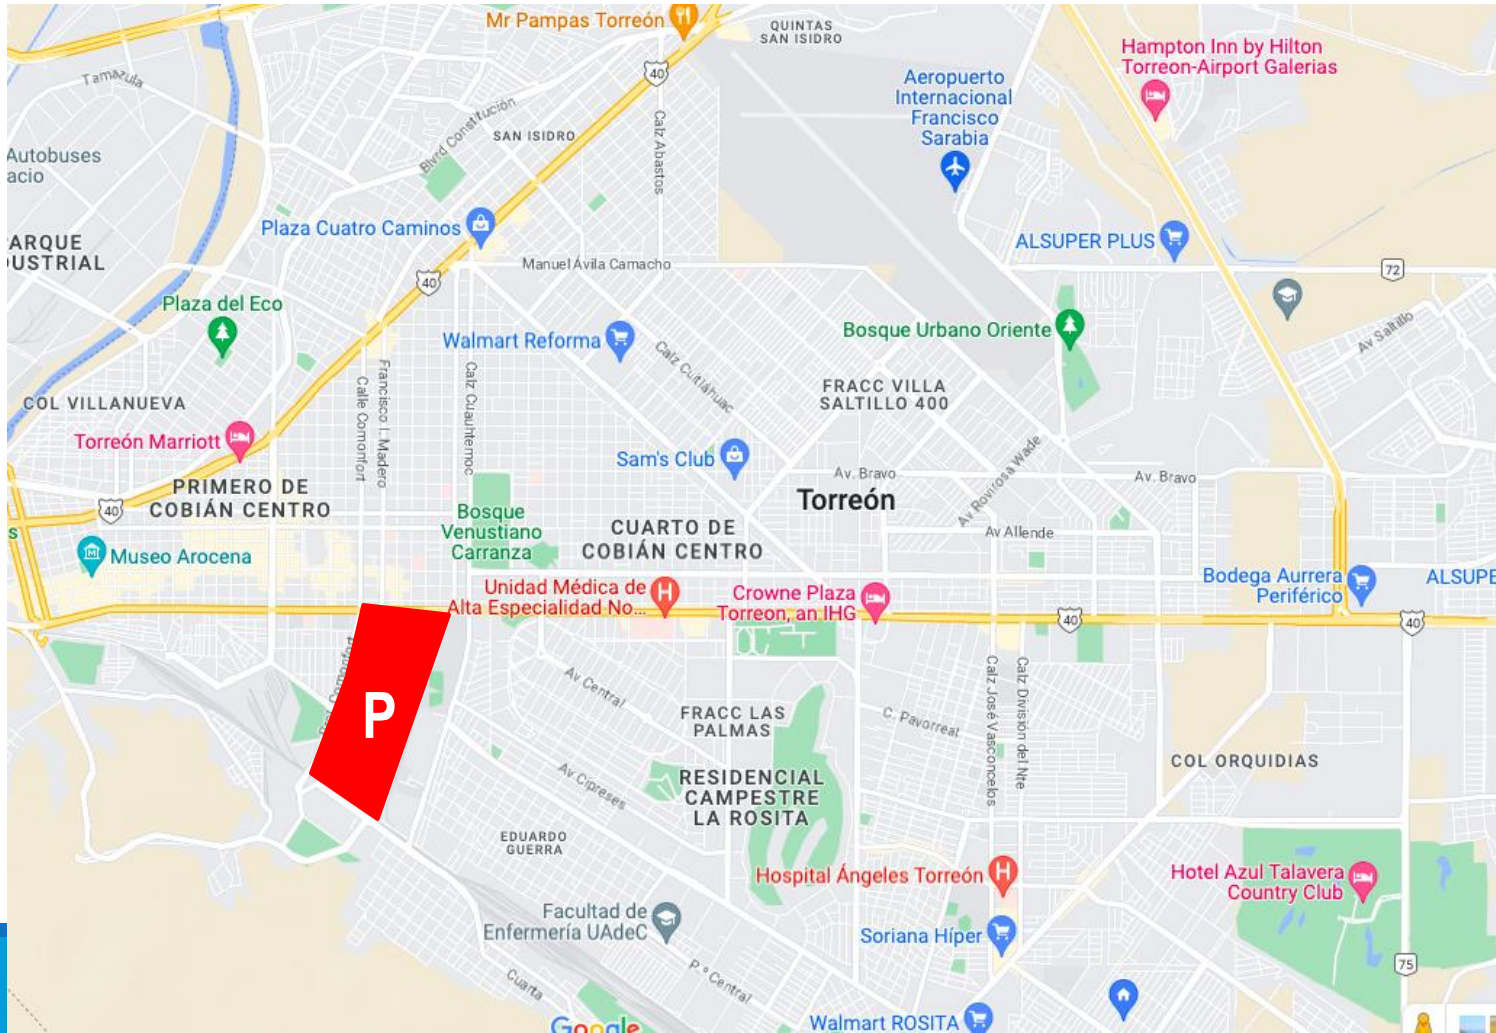 Mr Pampas Torreón
QUINTAS
SAN ISIDRO
Hampton Inn by Hilton
Torreon-Airport Galerias
40
Tamazula
Aeropuerto
Internacional
Francisco
Sarabia
Blvrd Constitución
SAN ISIDRO
Calz Abastos
Autobuses
acio
Plaza Cuatro Caminos
ALSUPER PLUS
ARQUE
USTRIAL
Manuel Ávila Camacho
72
40
Plaza del Eco
Walmart Reforma
Bosque Urbano Oriente
Av Saltillo
Calz Cuitláhuac
Francisco I. Madero
Calle Comonfort
Calz Cuauhtemoc
FRACC VILLA
SALTILLO 400
COL VILLANUEVA
Torreón Marriott
Sam's Club
Av. Bravo
Av Rovirosa Wade
Av. Bravo
PRIMERO DE
COBIÁN CENTRO
40
Torreón
Bosque
Venustiano
Carranza
CUARTO DE
COBIÁN CENTRO
Av Allende
s
Museo Arocena
Unidad Médica de
Alta Especialidad No...
Crowne Plaza
Torreon, an IHG
Bodega Aurrera
Periférico
ALSUPE
40
40
Gral. Comonfort
P
Av Central
FRACC LAS
PALMAS
C. Pavorreal
Calz José Vasconcelos
Calz División del Nte
COL ORQUIDIAS
Av Cipreses
RESIDENCIAL
CAMPESTRE
LA ROSITA
EDUARDO
GUERRA
Hospital Ángeles Torreón
Hotel Azul Talavera
Country Club
Facultad de
Enfermería UAdeC
Soriana Híper
75
Cuarta
P.º Central
Google
Walmart ROSITA